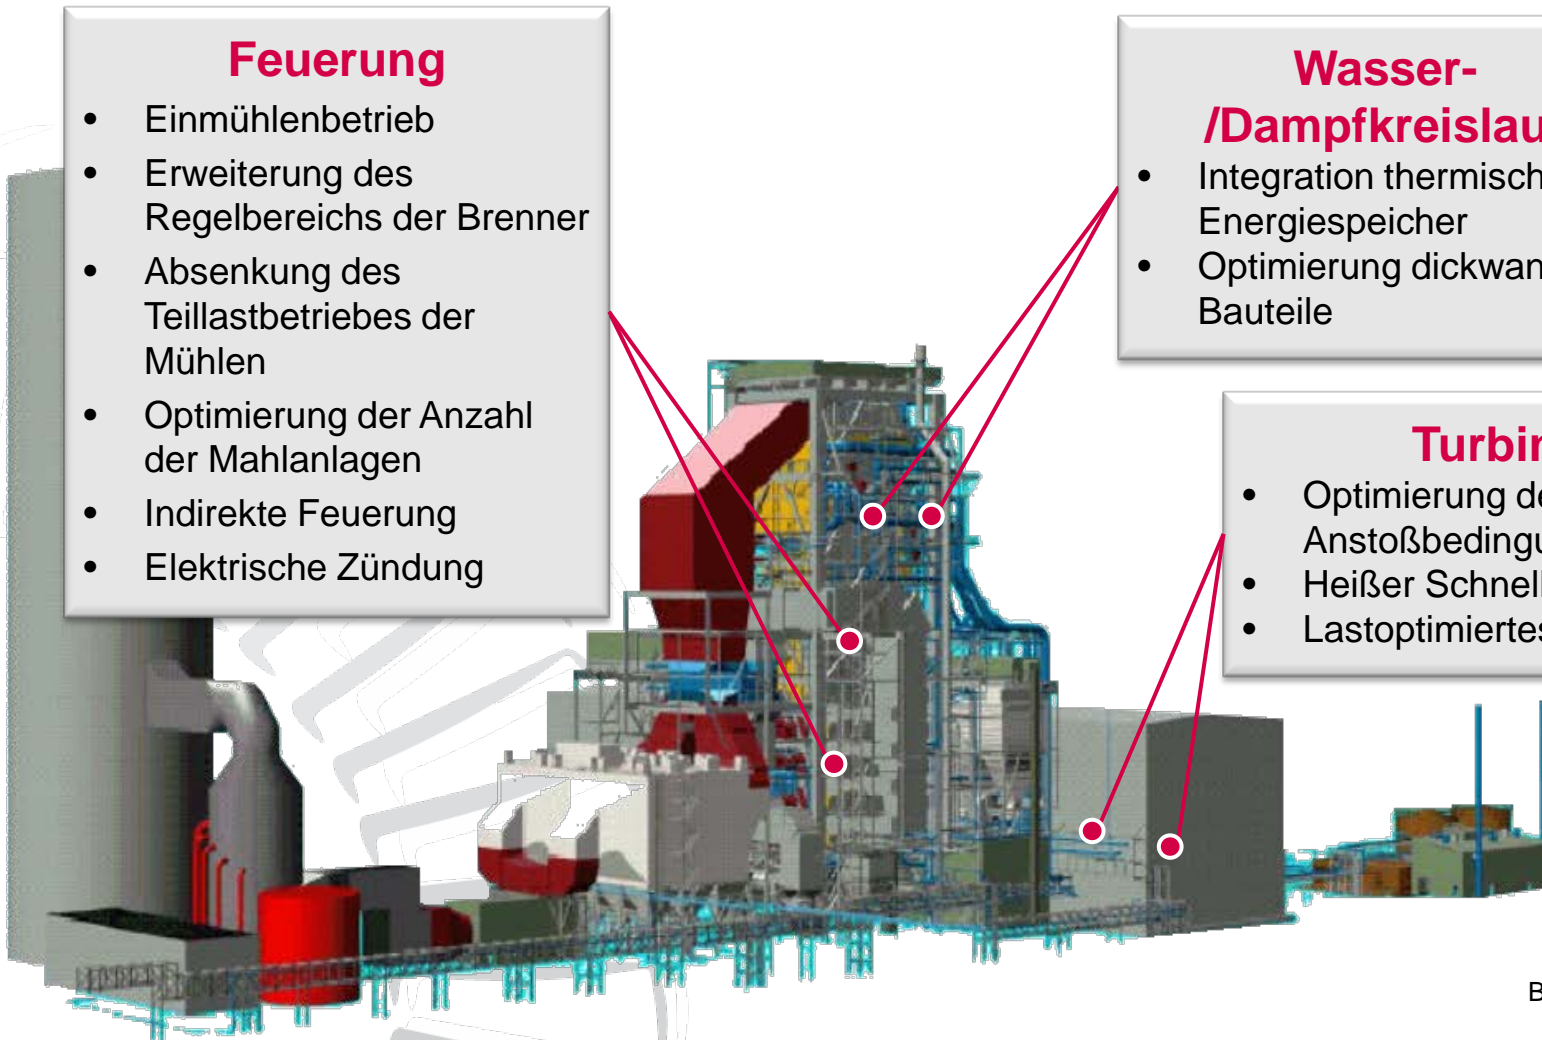 Feuerung
• Einmühlenbetrieb
• Erweiterung des
Regelbereichs der Brenner
• Absenkung des
Teillastbetriebes der
Mühlen
• Optimierung der Anzahl
der Mahlanlagen
• Indirekte Feuerung
• Elektrische Zündung
Wasser-
/Dampfkreislau
• Integration thermisch
Energiespeicher
• Optimierung dickwan
Bauteile
Turbin
• Optimierung de
Anstoßbedingu
• Heißer Schnell
• Lastoptimiertes
B